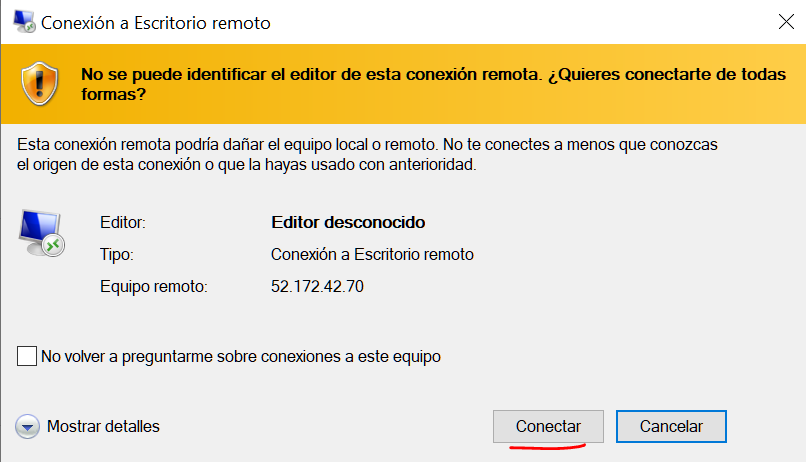 Conexión a Escritorio remoto
No se puede identificar el editor de esta conexión remota. ¿Quieres conectarte de todas
formas?
Esta conexión remota podría dañar el equipo local o remoto. No te conectes a menos que conozcas
el origen de esta conexión o que la hayas usado con anterioridad.
Editor: Editor desconocido
Tipo: Conexión a Escritorio remoto
Equipo remoto: 52.172.42.70
No volver a preguntarme sobre conexiones a este equipo
Mostrar detalles Conectar Cancelar